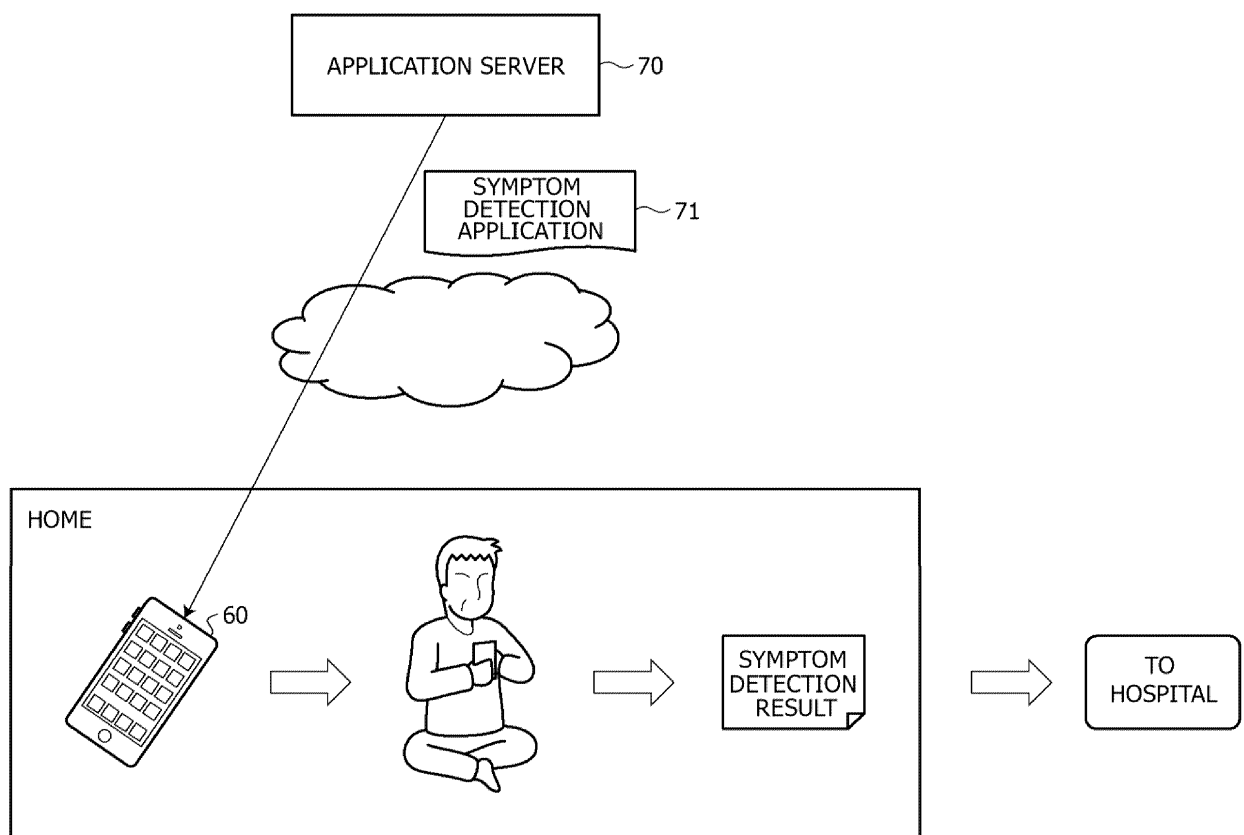 APPLICATION SERVER
70
SYMPTOM
DETECTION
APPLICATION
71
HOME
60
SYMPTOM
DETECTION
RESULT
TO
HOSPITAL